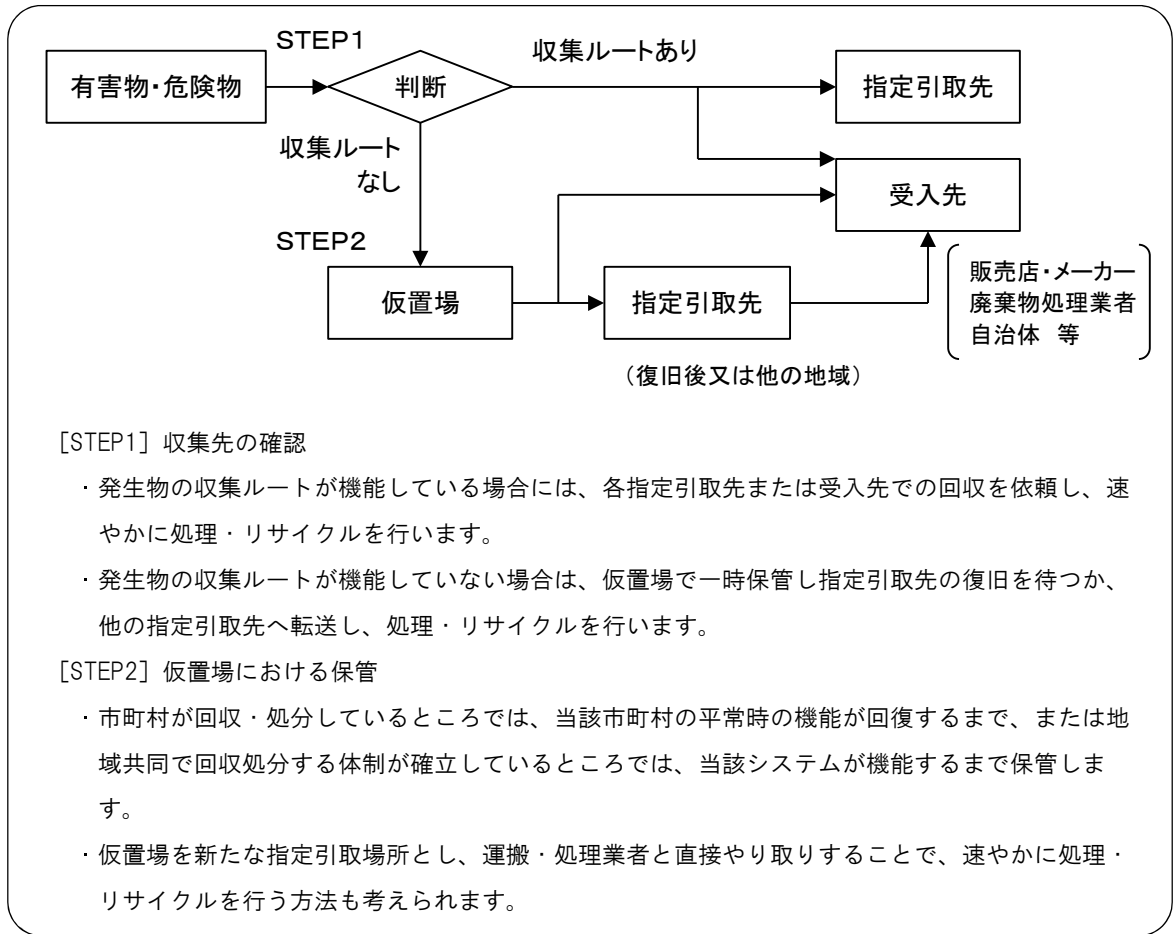 STEP1
収集ルートあり
有害物・危険物
判断
指定引取先
収集ルート
なし
受入先
STEP2
仮置場
指定引取先
販売店・メーカー
廃棄物処理業者
自治体 等
（復旧後又は他の地域）
［STEP1］収集先の確認
・発生物の収集ルートが機能している場合には、各指定引取先または受入先での回収を依頼し、速
やかに処理・リサイクルを行います。
・発生物の収集ルートが機能していない場合は、仮置場で一時保管し指定引取先の復旧を待つか、
他の指定引取先へ転送し、処理・リサイクルを行います。
［STEP2］仮置場における保管
・市町村が回収・処分しているところでは、当該市町村の平常時の機能が回復するまで、または地
域共同で回収処分する体制が確立しているところでは、当該システムが機能するまで保管しま
す。
・仮置場を新たな指定引取場所とし、運搬・処理業者と直接やり取りすることで、速やかに処理・
リサイクルを行う方法も考えられます。